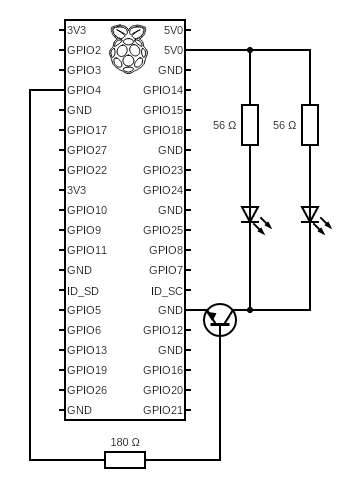 3V3 5V0
GPIO2 5V0
GPIO3 GND
GPIO4 GPIO14
GND GPIO15
GPIO17 GPIO18
GPIO27 GND
GPIO22 GPIO23
3V3 GPIO24
GPIO10 GND
GPIO9 GPIO25
GPIO11 GPIO8
GND GPIO7
ID_SD ID_SC
GPIO5 GND
GPIO6 GPIO12
GPIO13 GND
GPIO19 GPIO16
GPIO26 GPIO20
GND GPIO21
56 Ω 56 Ω
180 Ω